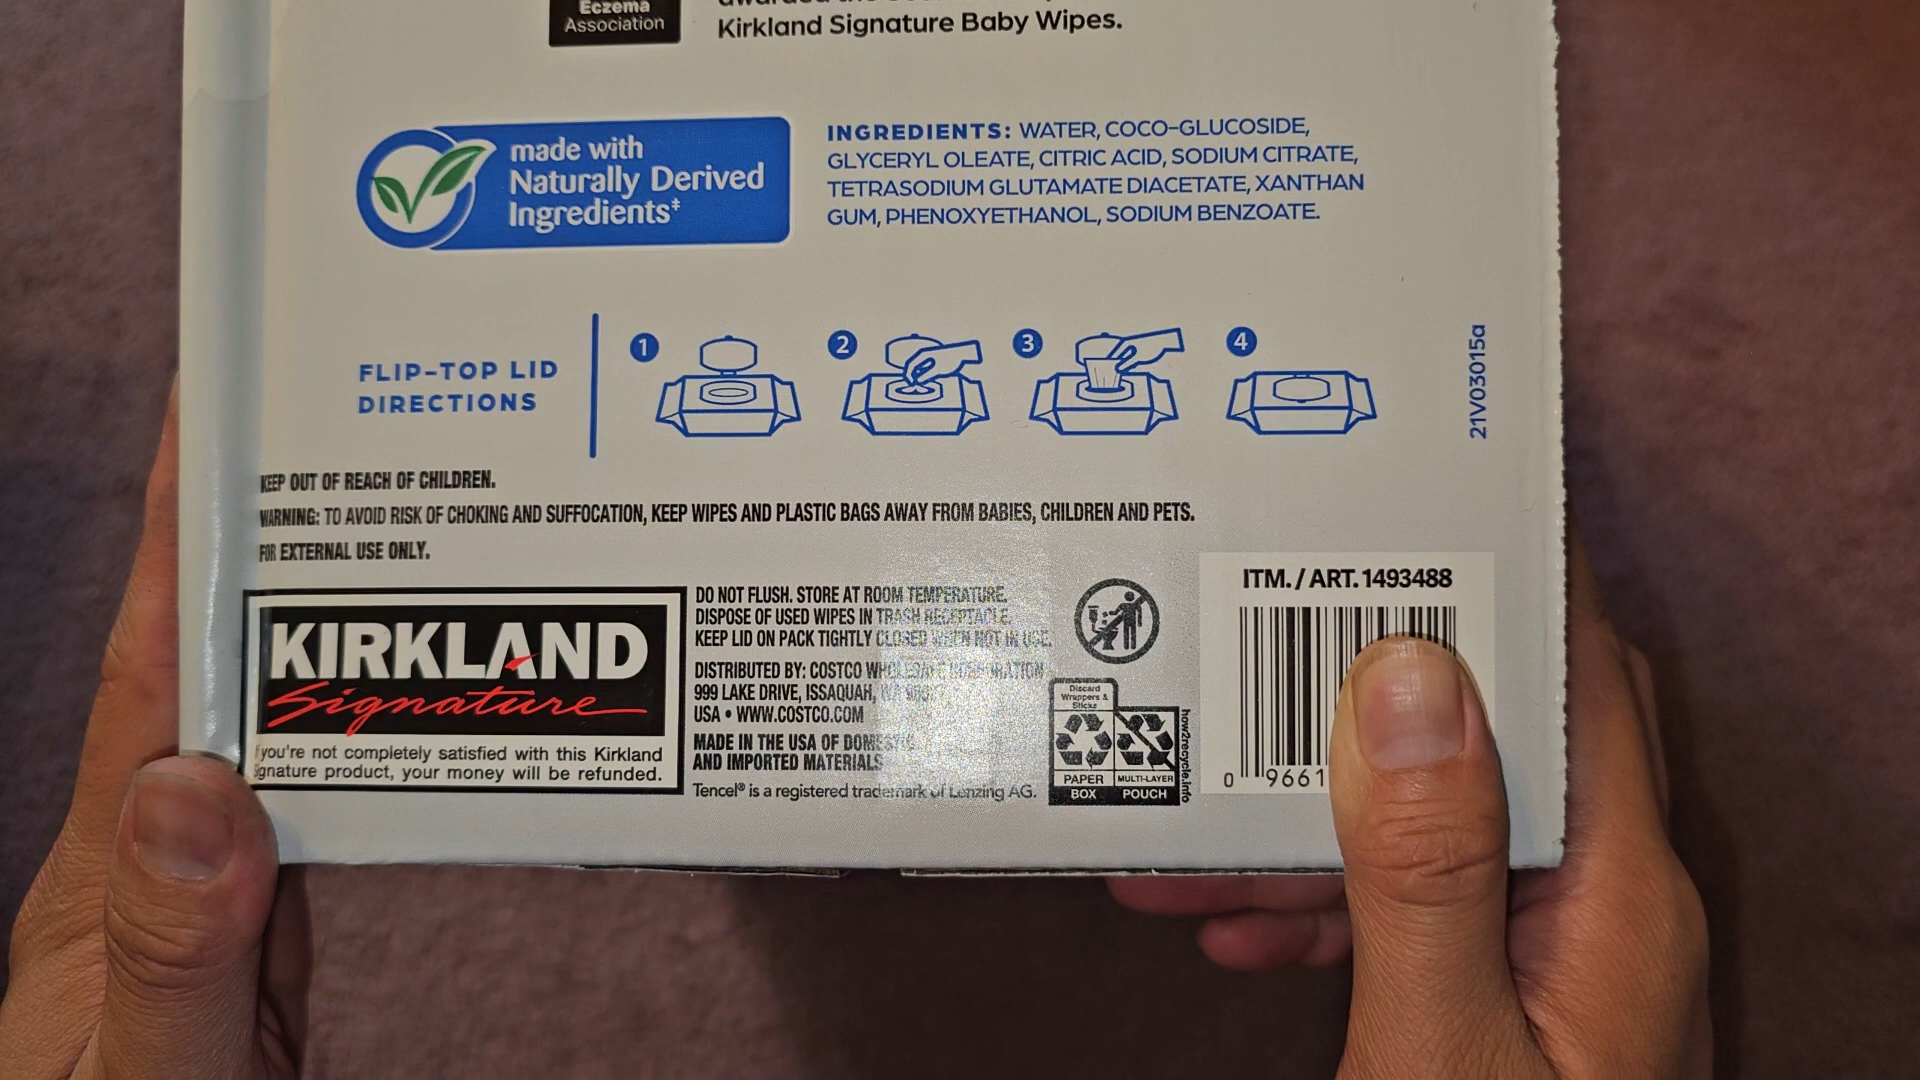 Eczema
Association
Kirkland Signature Baby Wipes.
made with
Naturally Derived
Ingredients‡
INGREDIENTS: WATER, COCO-GLUCOSIDE,
GLYCERYL OLEATE, CITRIC ACID, SODIUM CITRATE,
TETRASODIUM GLUTAMATE DIACETATE, XANTHAN
GUM, PHENOXYETHANOL, SODIUM BENZOATE.
FLIP-TOP LID
DIRECTIONS
1
2
3
4
21V03015a
KEEP OUT OF REACH OF CHILDREN.
WARNING: TO AVOID RISK OF CHOKING AND SUFFOCATION, KEEP WIPES AND PLASTIC BAGS AWAY FROM BABIES, CHILDREN AND PETS.
FOR EXTERNAL USE ONLY.
KIRKLAND
Signature
you're not completely satisfied with this Kirkland
ignature product, your money will be refunded.
DO NOT FLUSH. STORE AT ROOM TEMPERATURE.
DISPOSE OF USED WIPES IN TRASH RECEPTACLE.
KEEP LID ON PACK TIGHTLY CLOSED WHEN NOT IN USE.
DISTRIBUTED BY: COSTCO WHOLESALE CORPORATION
999 LAKE DRIVE, ISSAQUAH,
USA • WWW.COSTCO.COM
MADE IN THE USA OF DOMESTIC
AND IMPORTED MATERIALS
Tencel® is a registered trademark of Lenzing AG.
Discard
Wrappers &
Sticks
PAPER
BOX
MULTI-LAYER
POUCH
how2recycle.info
ITM. / ART. 1493488
0 9661